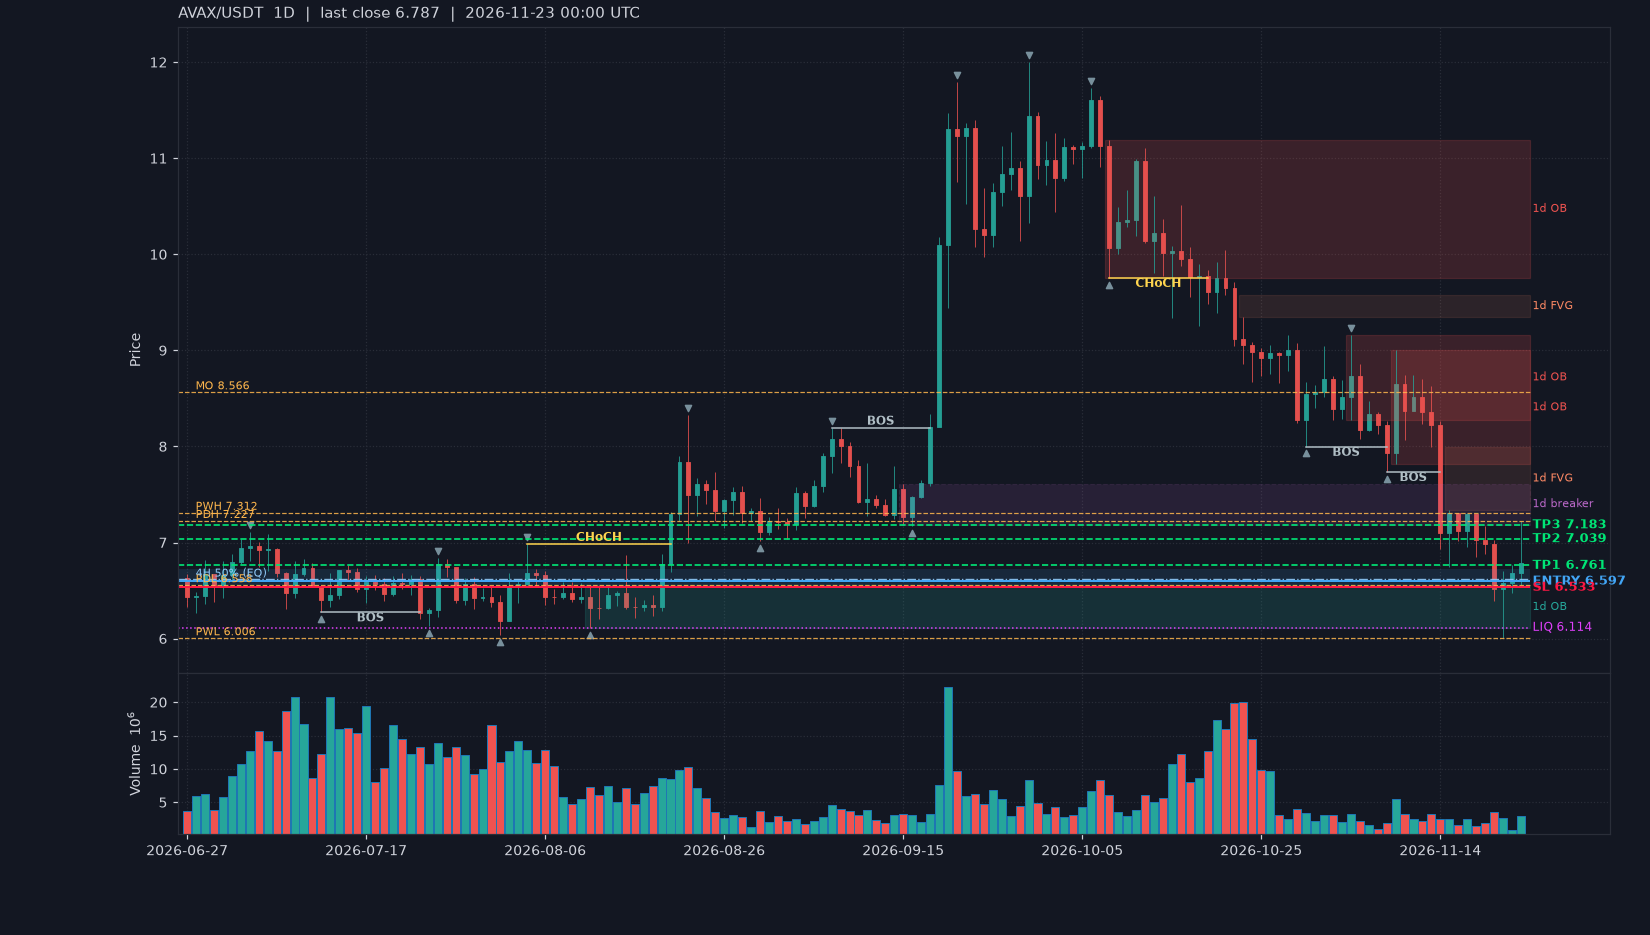 AVAX/USDT 1D | last close 6.787 | 2026-11-23 00:00 UTC
12
11
10
9
8
7
6
Price
1d OB
CHoCH
1d FVG
MO 8.566
1d OB
1d OB
BOS
BOS
BOS
1d FVG
1d breaker
PWH 7.312
PDH 7.227
TP3 7.183
CHoCH
TP2 7.039
TP1 6.761
4H 50% (EQ)
ENTRY 6.597
SL 6.533
1d OB
BOS
LIQ 6.114
PWL 6.006
20
15
10
5
Volume 10⁶
2026-06-27
2026-07-17
2026-08-06
2026-08-26
2026-09-15
2026-10-05
2026-10-25
2026-11-14